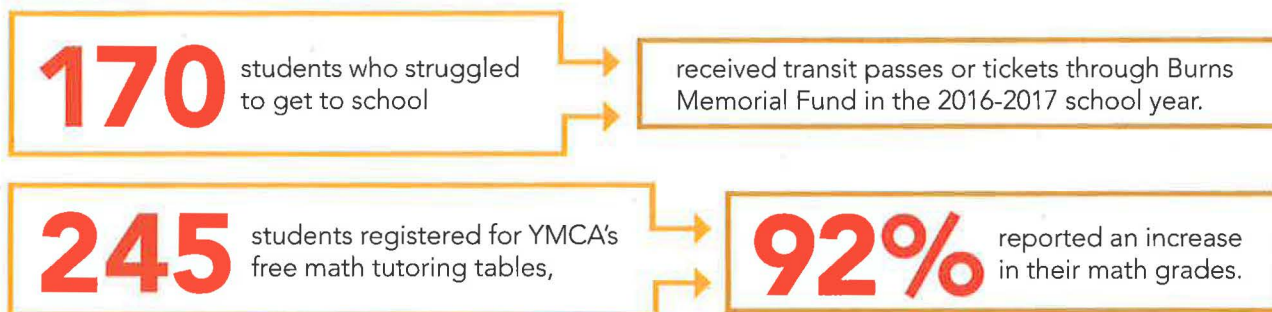 170 students who struggled
to get to school
received transit passes or tickets through Burns
Memorial Fund in the 2016-2017 school year.
245 students registered for YMCA's
free math tutoring tables,
92% reported an increase
in their math grades.